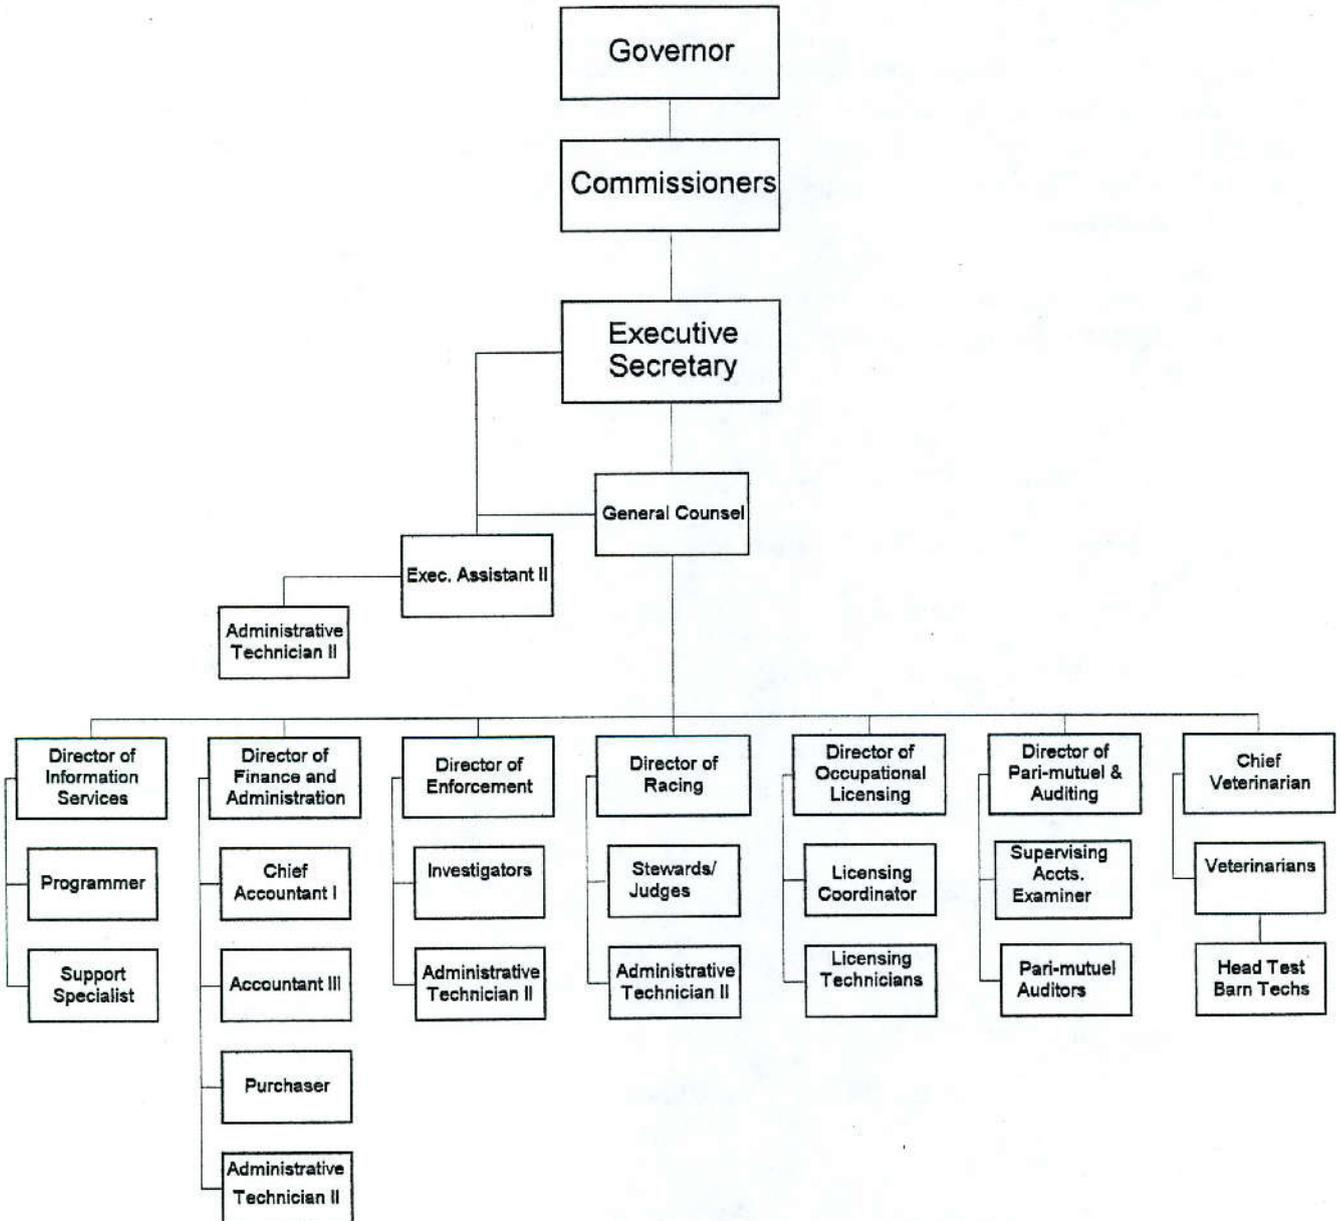 Governor
Commissioners
Executive
Secretary
General Counsel
Exec. Assistant II
Administrative
Technician II
Director of
Information
Services
Programmer
Support
Specialist
Director of
Finance and
Administration
Chief
Accountant I
Accountant III
Purchaser
Administrative
Technician II
Director of
Enforcement
Investigators
Administrative
Technician II
Director of
Racing
Stewards/
Judges
Administrative
Technician II
Director of
Occupational
Licensing
Licensing
Coordinator
Licensing
Technicians
Director of
Pari-mutuel &
Auditing
Supervising
Accts.
Examiner
Pari-mutuel
Auditors
Chief
Veterinarian
Veterinarians
Head Test
Barn Techs